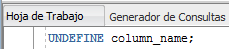 Hoja de Trabajo Generador de Consultas
UNDEFINE column_name;